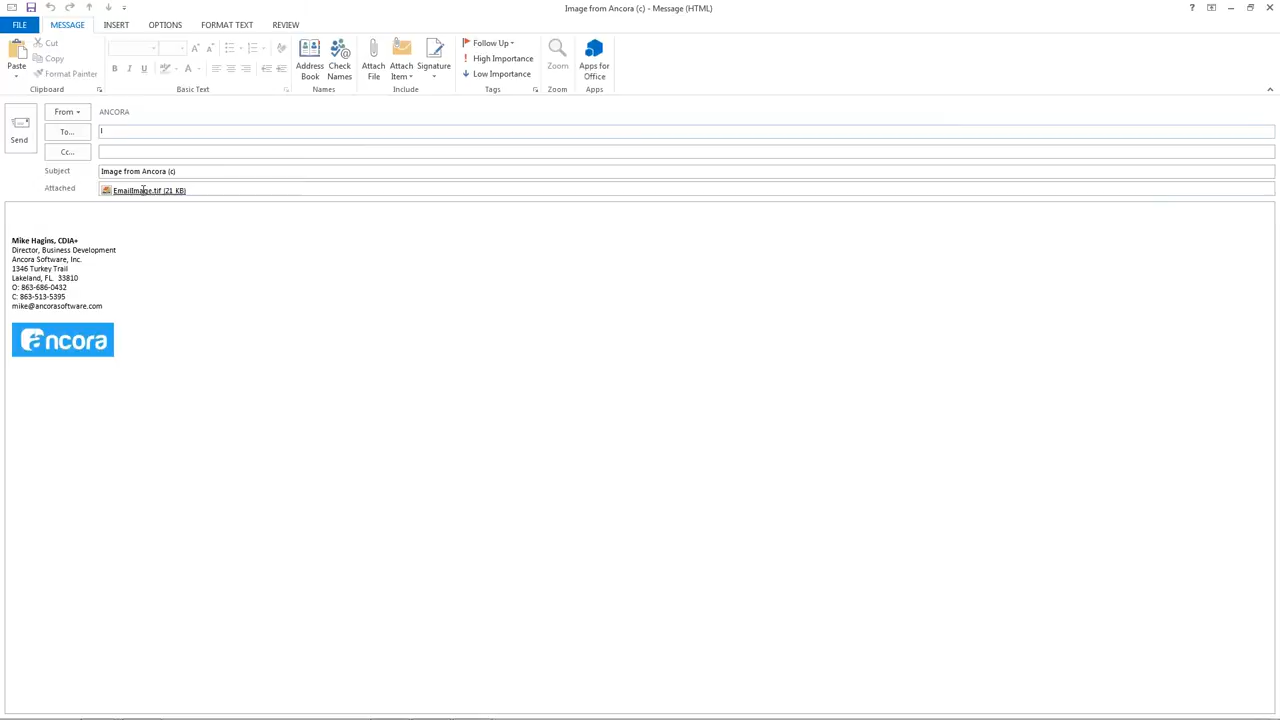 Image from Ancora (c) - Message (HTML)
FILE MESSAGE INSERT OPTIONS FORMAT TEXT REVIEW
Paste
Cut
Copy
Format Painter
Clipboard
B I U A
Basic Text
Address Book
Check Names
Names
Attach File
Attach Item
Signature
Include
Follow Up
High Importance
Low Importance
Tags
Zoom
Zoom
Apps for Office
Apps
Send
From ANCORA
To...
Cc...
Subject Image from Ancora (c)
Attached EmailImage.tif (21 KB)
Mike Hagins, CDIA+
Director, Business Development
Ancora Software, Inc.
1346 Turkey Trail
Lakeland, FL. 33810
O: 863-686-0432
C: 863-513-5395
mike@ancorasoftware.com
ancora